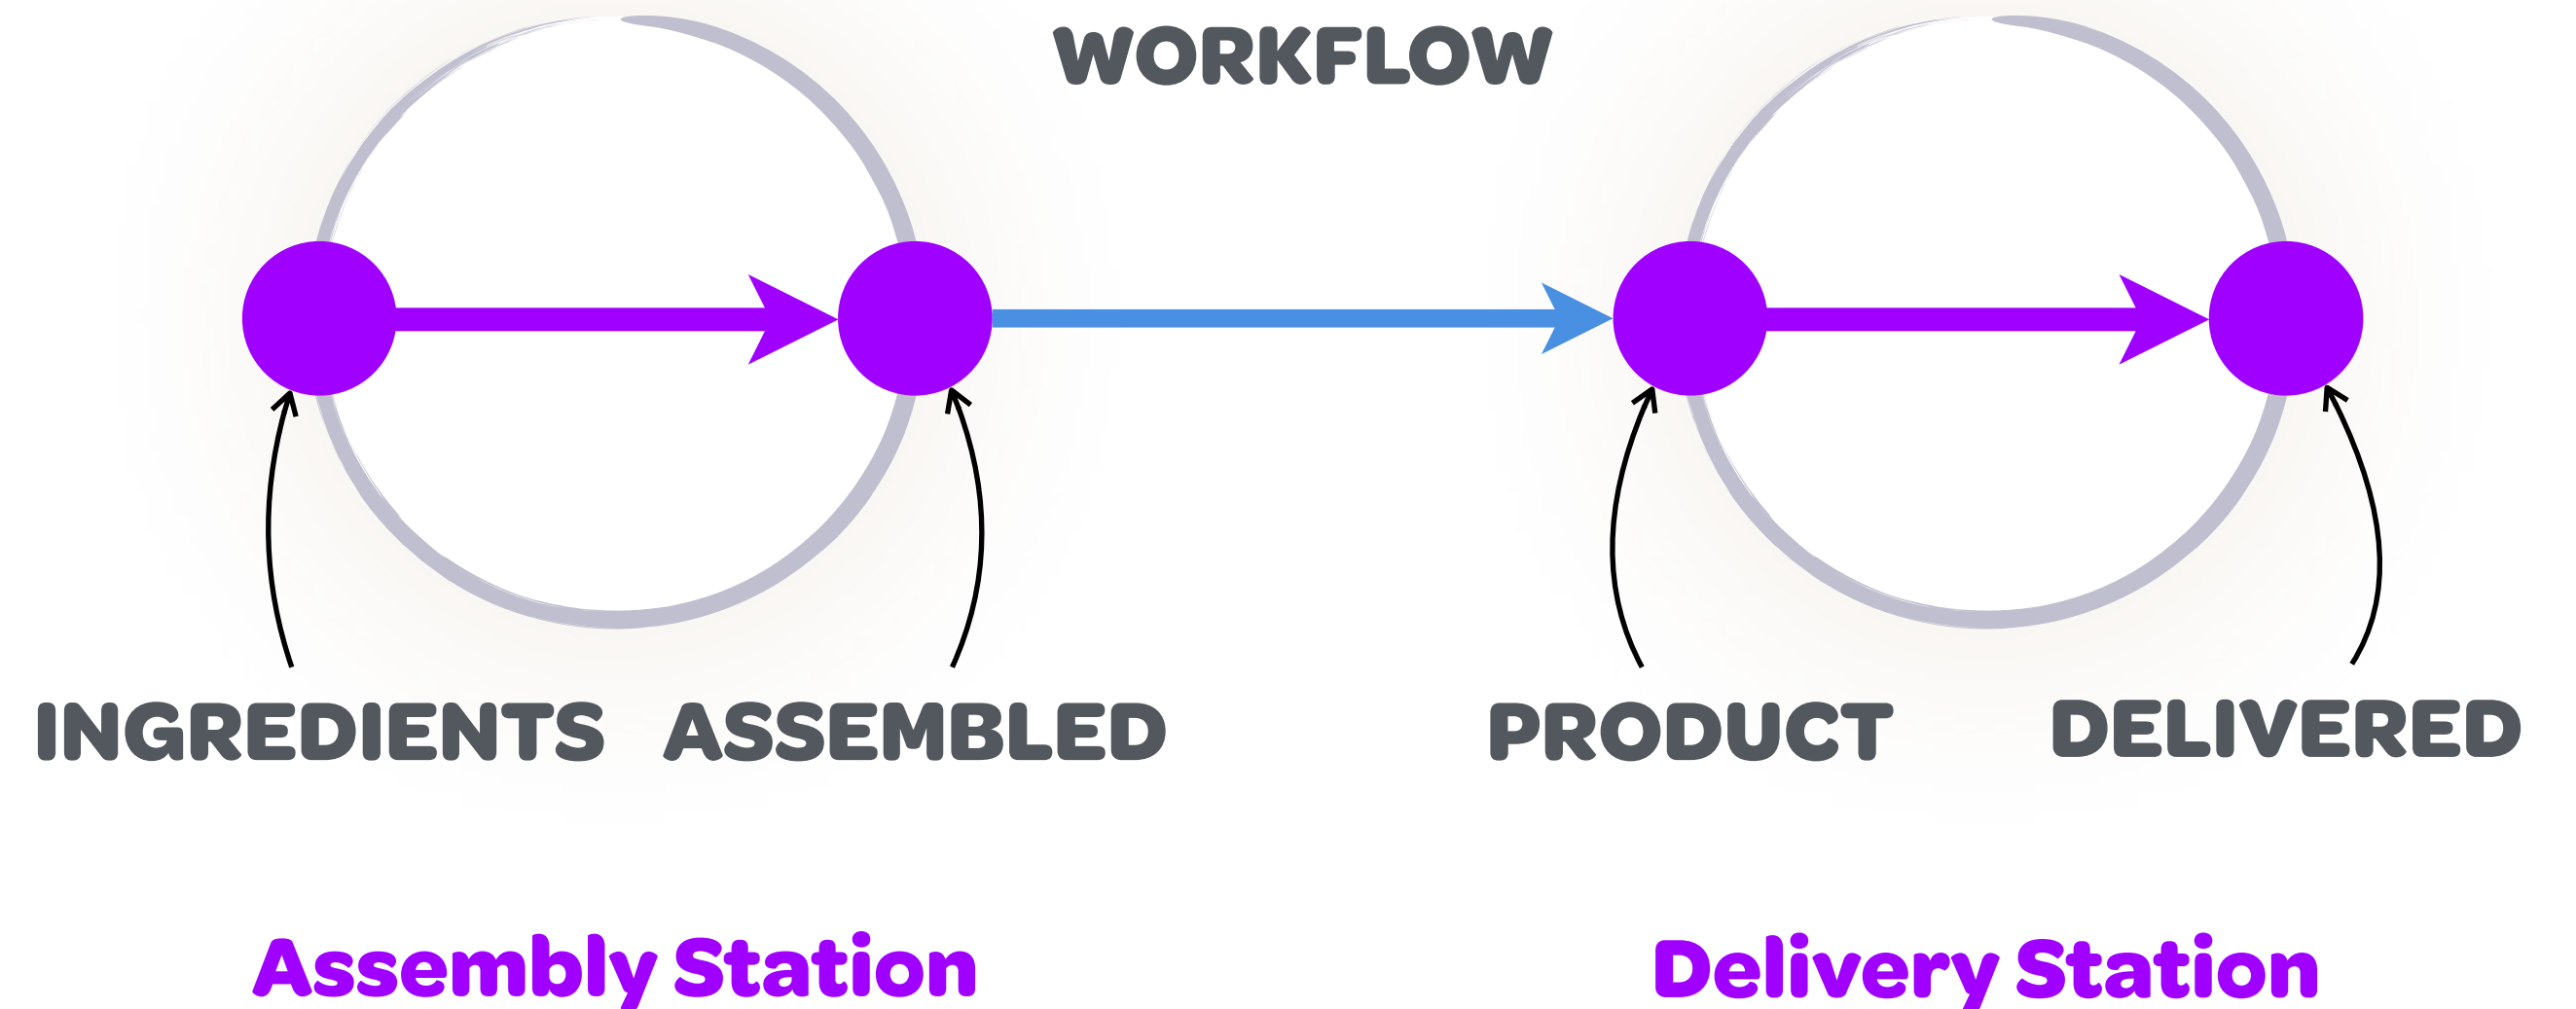 WORKFLOW
INGREDIENTS
ASSEMBLED
PRODUCT
DELIVERED
Assembly Station
Delivery Station